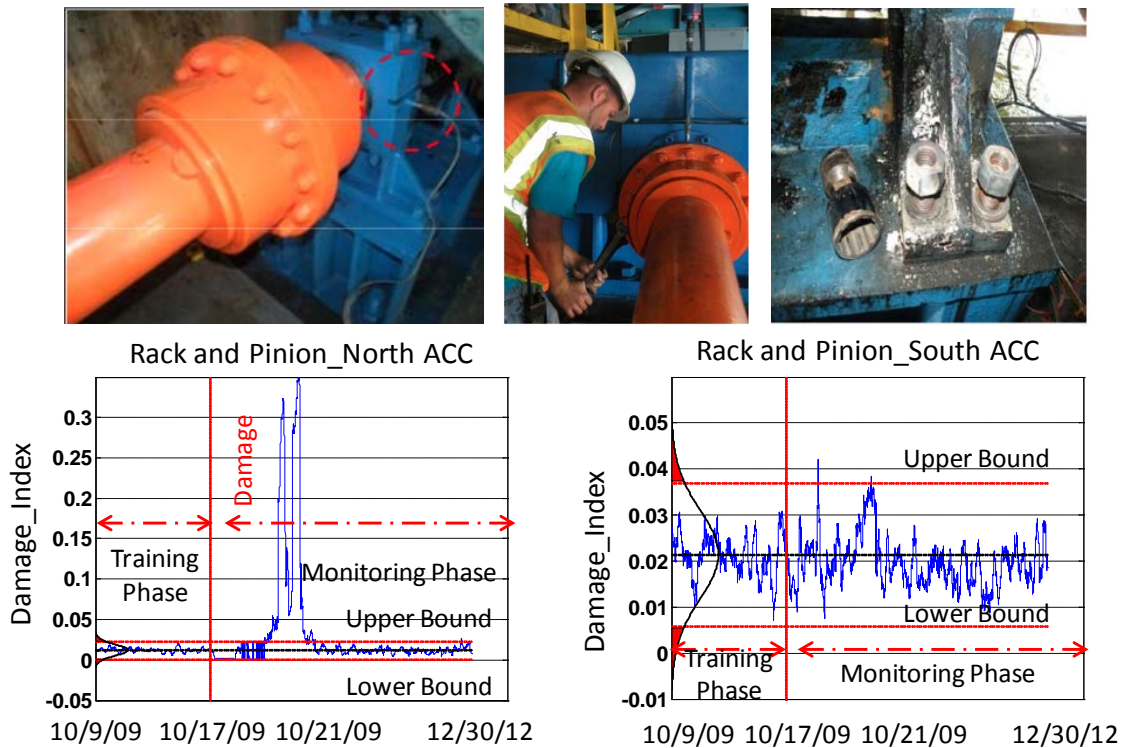 Rack and Pinion_North ACC
Damage_Index
0.3
0.25
0.2
0.15
0.1
0.05
0
-0.05
Damage
Training
Phase
Monitoring Phase
Upper Bound
Lower Bound
10/9/09 10/17/09 10/21/09 12/30/12
Rack and Pinion_South ACC
Damage_Index
0.05
0.04
0.03
0.02
0.01
0
-0.01
Upper Bound
Lower Bound
Training
Phase
Monitoring Phase
10/9/09 10/17/09 10/21/09 12/30/12